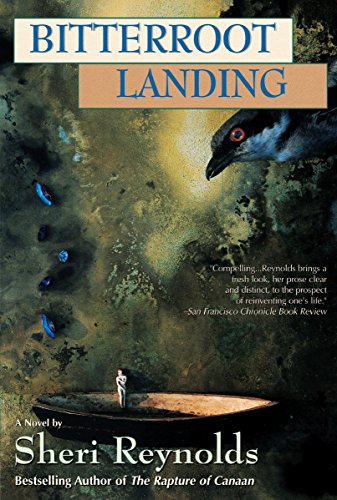 BITTERROOT
LANDING
"Compelling...Reynolds brings a
fresh look, her prose clear
and distinct, to the prospect
of reinventing one's life."
–San Francisco Chronicle Book Review
A Novel by
Sheri Reynolds
Bestselling Author of The Rapture of Canaan